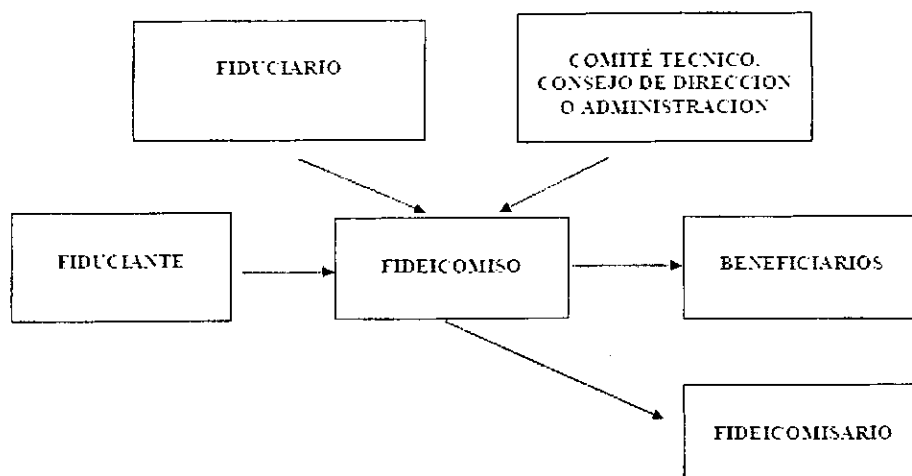 FIDUCIARIO
COMITÉ TECNICO.
CONSEJO DE DIRECCION
O ADMINISTRACION
FIDUCIANTE
FIDEICOMISO
BENEFICIARIOS
FIDEICOMISARIO